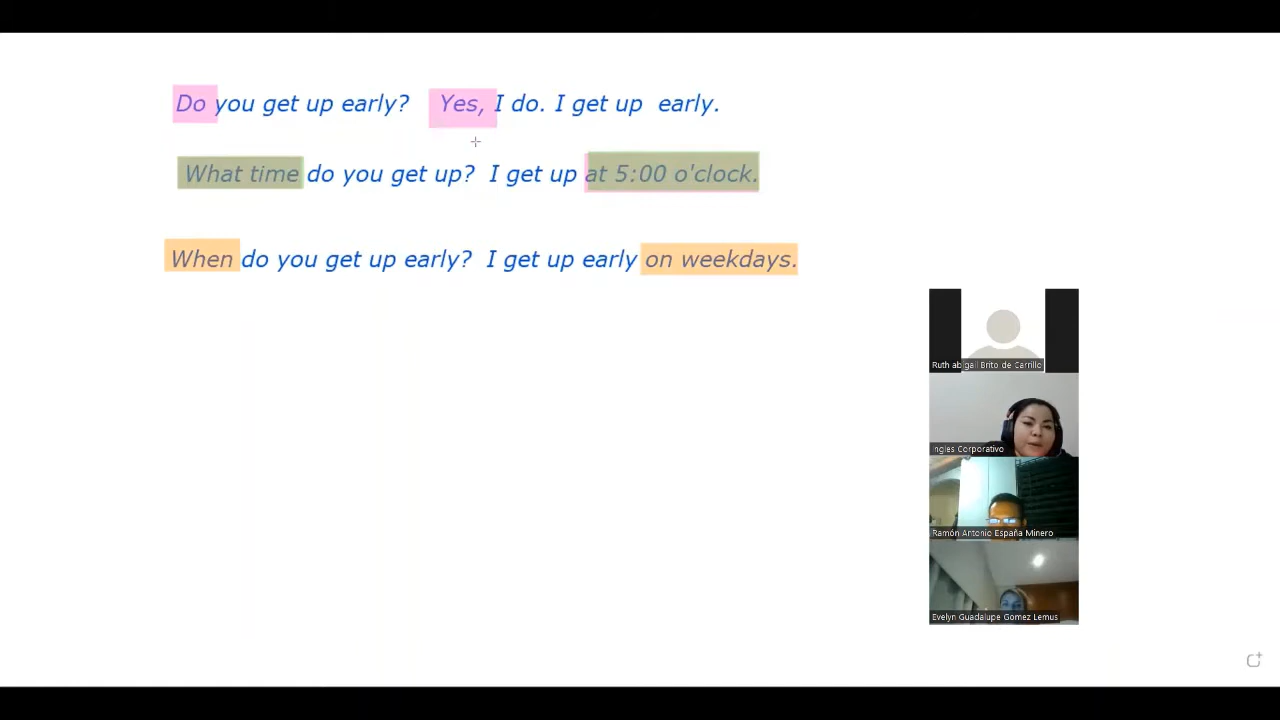 Do you get up early? Yes, I do. I get up early.
What time do you get up? I get up at 5:00 o'clock.
When do you get up early? I get up early on weekdays.
Ruth abigail Brito de Carrillo
Ingles Corporativo
Ramón Antonio España Minero
Evelyn Guadalupe Gomez Lemus